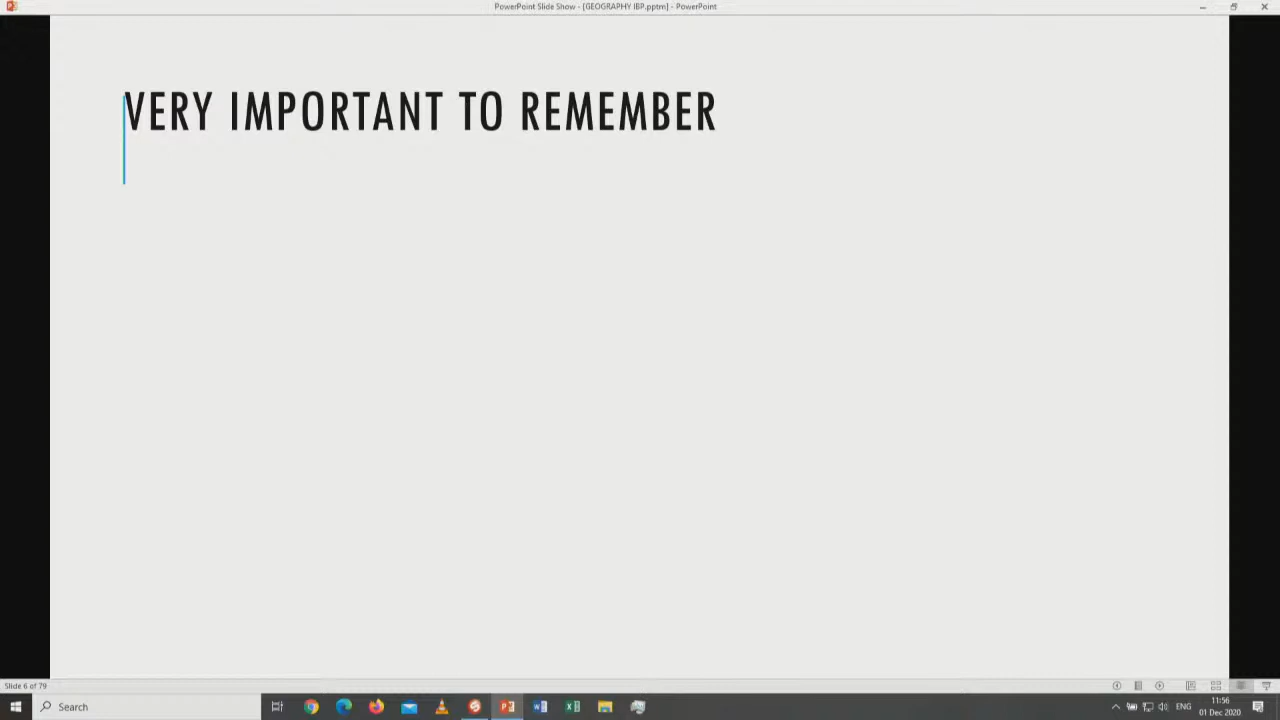 PowerPoint Slide Show - [GEOGRAPHY IBP.pptm] - PowerPoint
VERY IMPORTANT TO REMEMBER
Slide 6 of 79
Search
ENG
11:56
01 Dec 2020